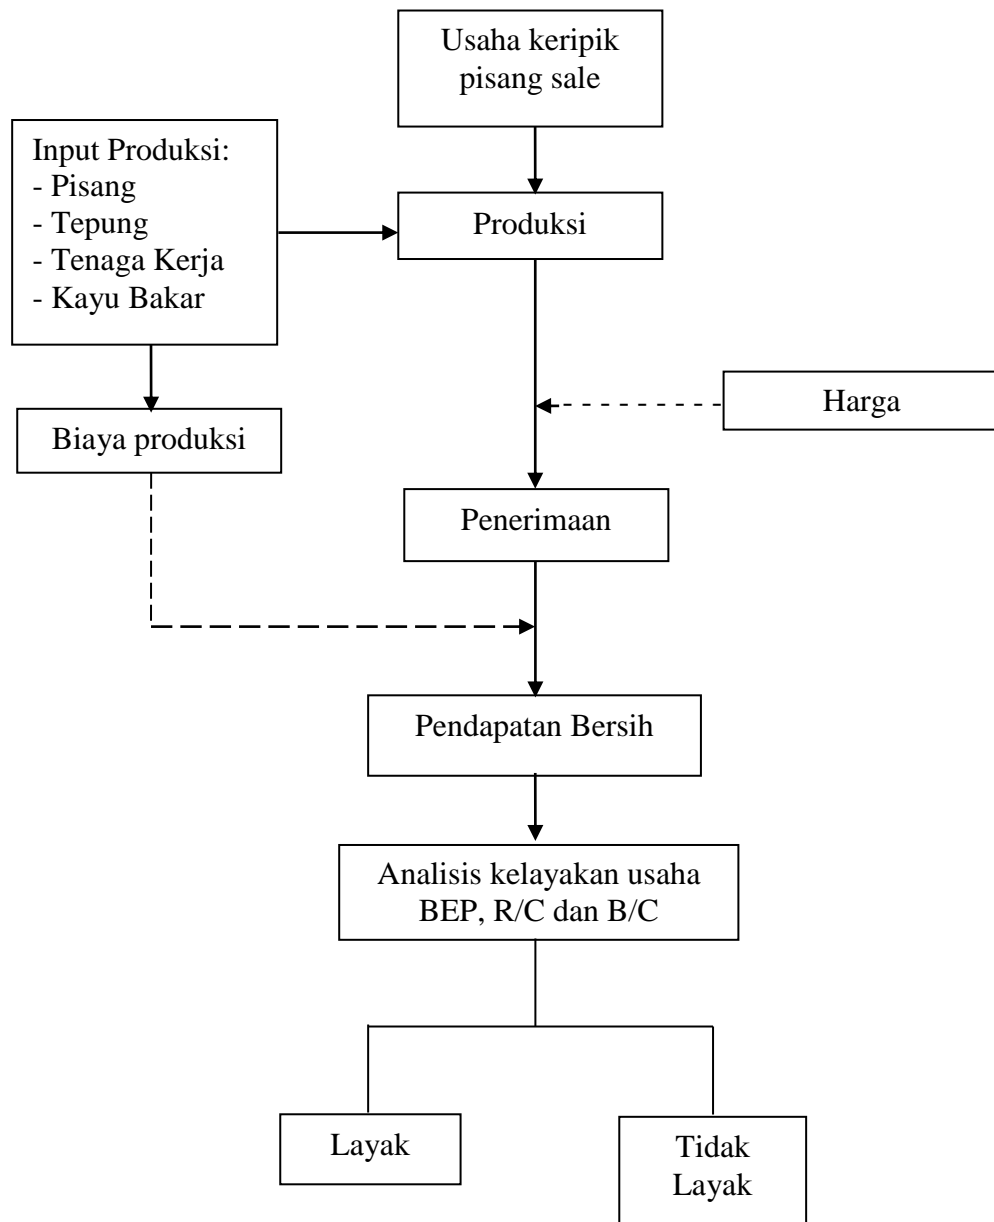 Usaha keripik
pisang sale
Input Produksi:
- Pisang
- Tepung
- Tenaga Kerja
- Kayu Bakar
Produksi
Harga
Biaya produksi
Penerimaan
Pendapatan Bersih
Analisis kelayakan usaha
BEP, R/C dan B/C
Layak
Tidak
Layak